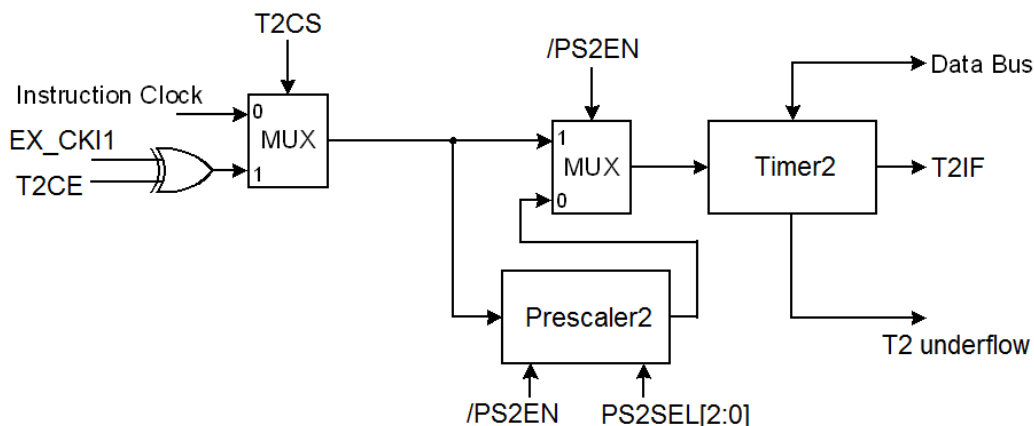 T2CS
/PS2EN
Instruction Clock
0
EX_CKI1
MUX
T2CE
1
1
MUX
0
Timer2
Data Bus
T2IF
Prescaler2
T2 underflow
/PS2EN
PS2SEL[2:0]